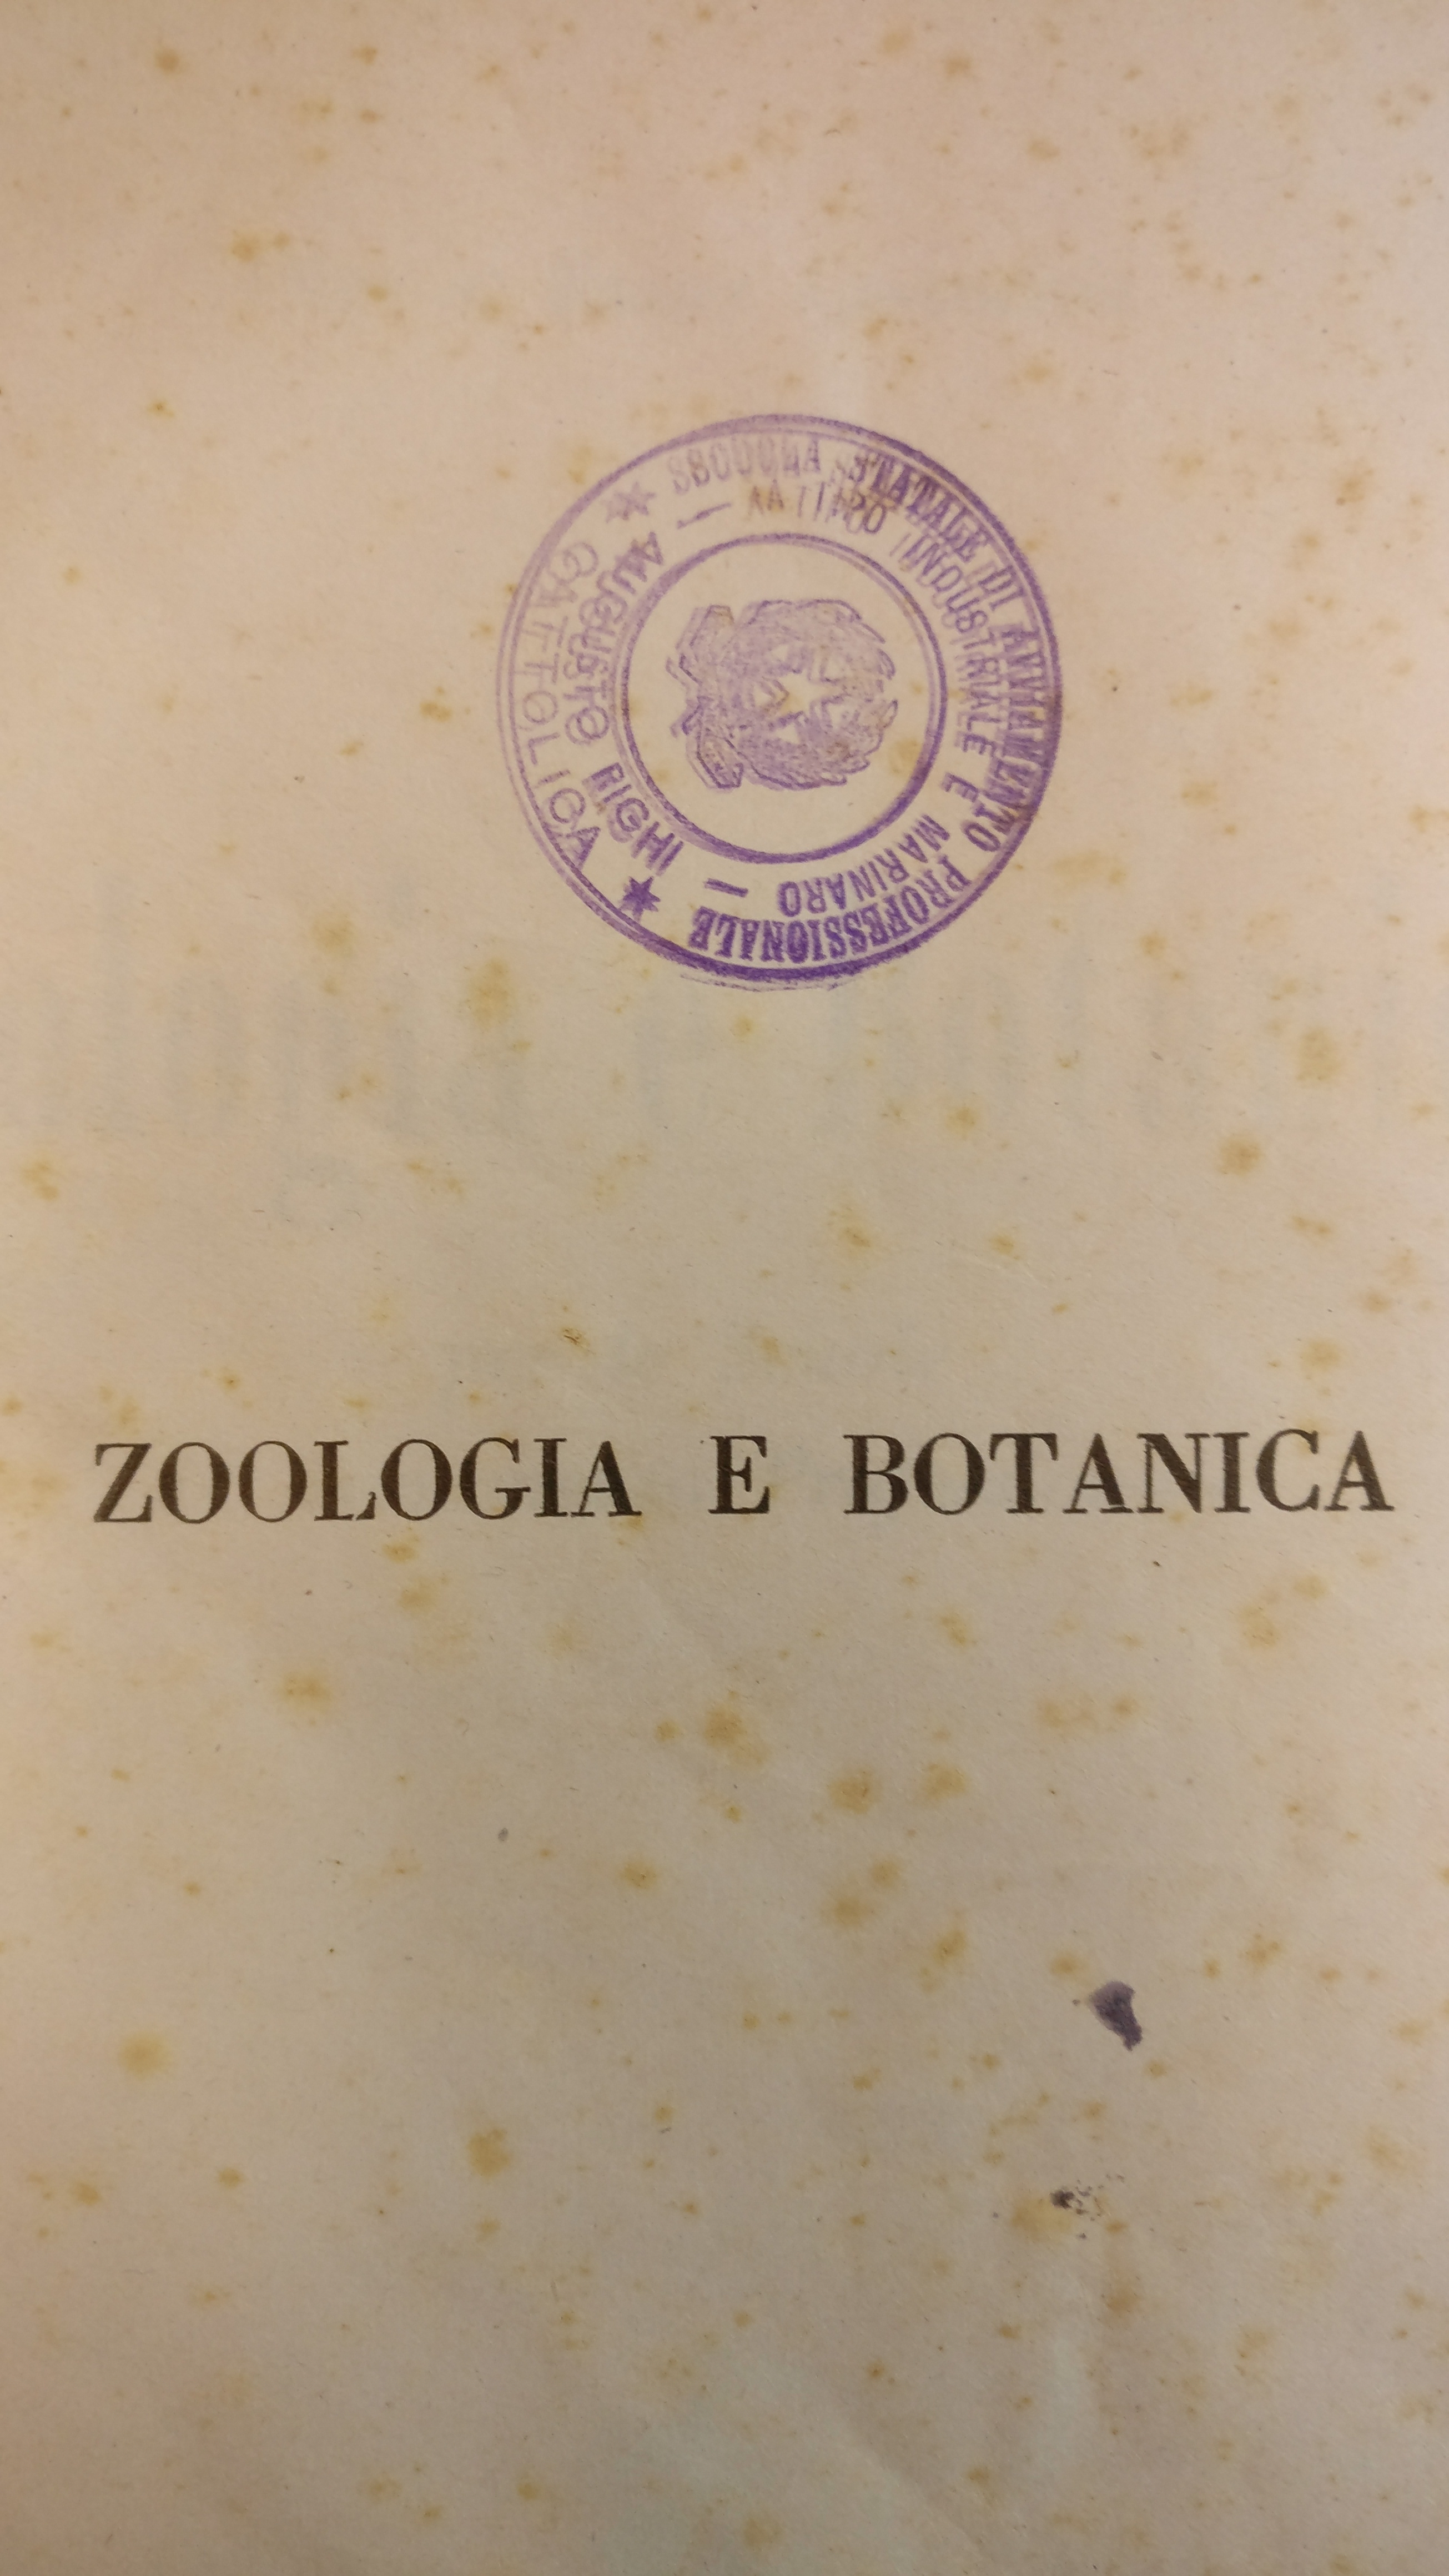 SCUOLA STATALE DI AVVIAMENTO PROFESSIONALE
A TIPO INDUSTRIALE E MARINARO
AUGUSTO RIGHI
CATTOLICA
ZOOLOGIA E BOTANICA